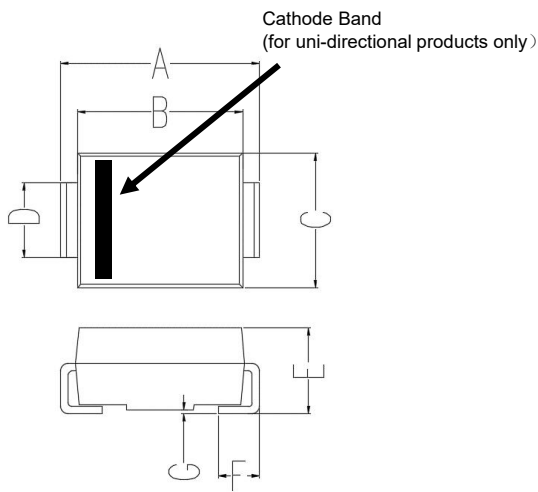 Cathode Band
(for uni-directional products only）
A
B
D
C
E
G
F